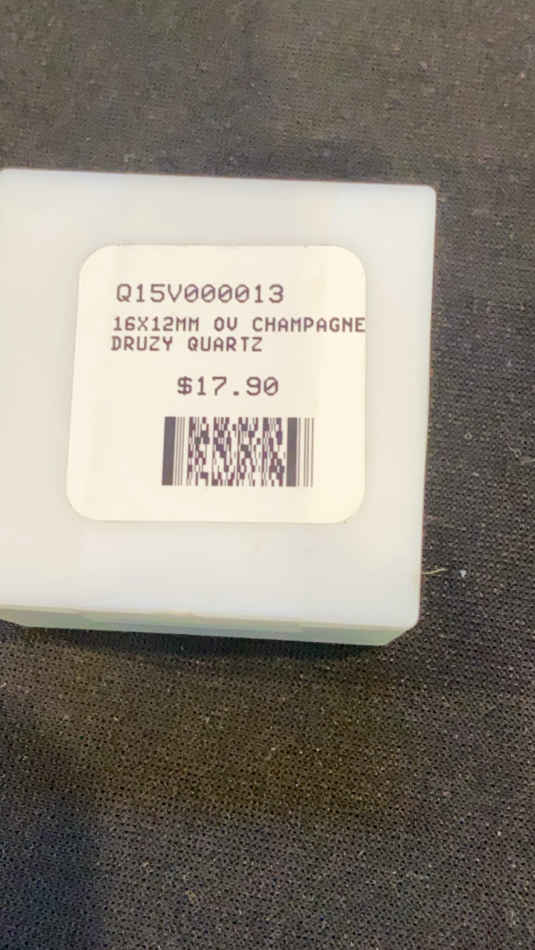 Q15V000013
16X12MM OV CHAMPAGNE
DRUZY QUARTZ
$17.90